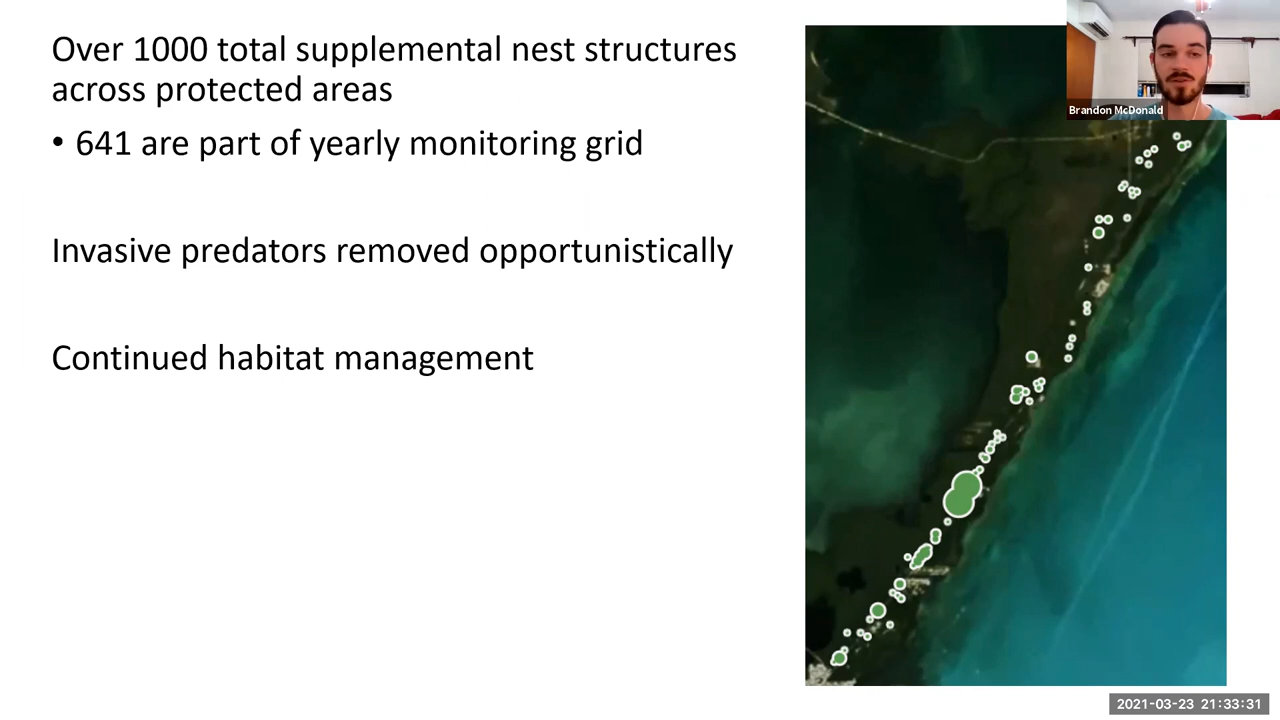 Over 1000 total supplemental nest structures
across protected areas
• 641 are part of yearly monitoring grid
Invasive predators removed opportunistically
Continued habitat management
Brandon McDonald
2021-03-23 21:33:31